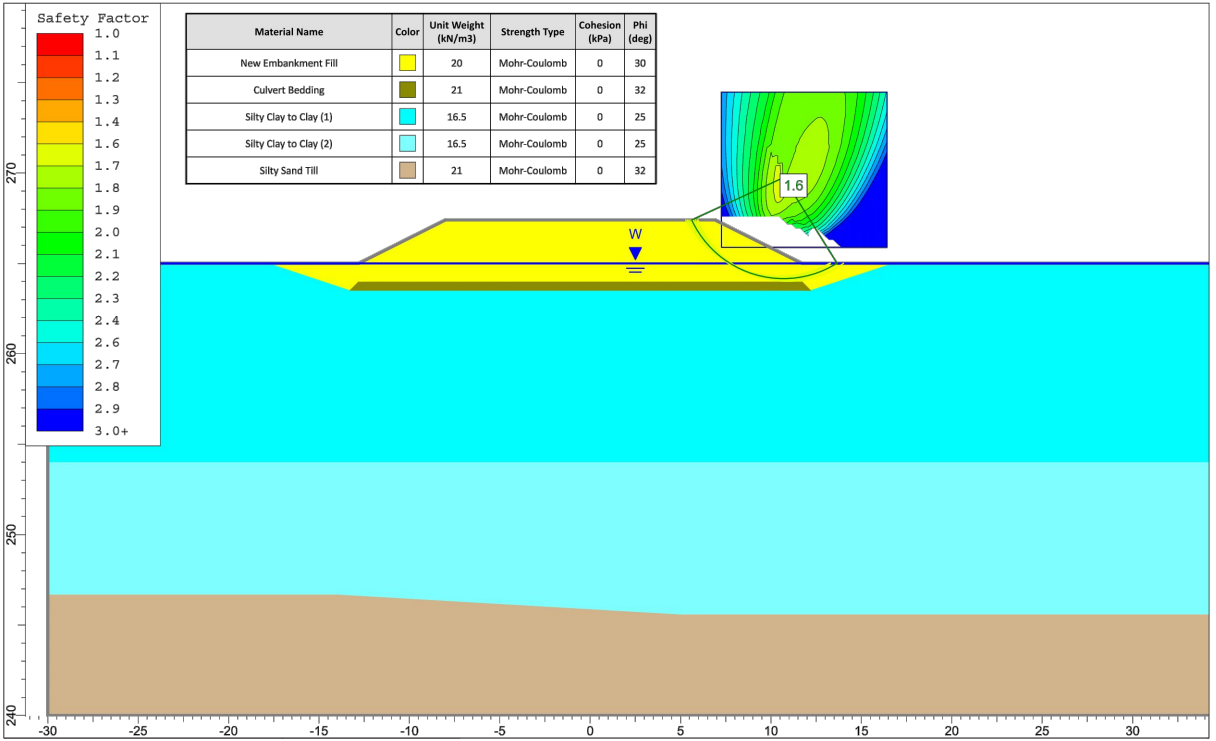 Safety Factor
1.0
1.1
1.2
1.3
1.4
1.6
1.7
1.8
1.9
2.0
2.1
2.2
2.3
2.4
2.6
2.7
2.8
2.9
3.0+
Material Name Color Unit Weight (kN/m3) Strength Type Cohesion (kPa) Phi (deg)
New Embankment Fill 20 Mohr-Coulomb 0 30
Culvert Bedding 21 Mohr-Coulomb 0 32
Silty Clay to Clay (1) 16.5 Mohr-Coulomb 0 25
Silty Clay to Clay (2) 16.5 Mohr-Coulomb 0 25
Silty Sand Till 21 Mohr-Coulomb 0 32
1.6
W
270
260
250
240
-30 -25 -20 -15 -10 -5 0 5 10 15 20 25 30